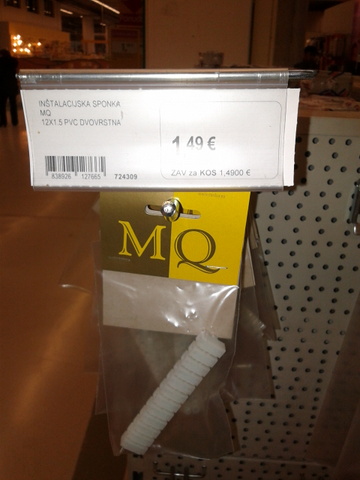 INŠTALACIJSKA SPONKA
MQ
12X1.5 PVC DVOVRSTNA
1,49 €
ZAV za KOS 1,4900 €
838926 127665 724309
MQ